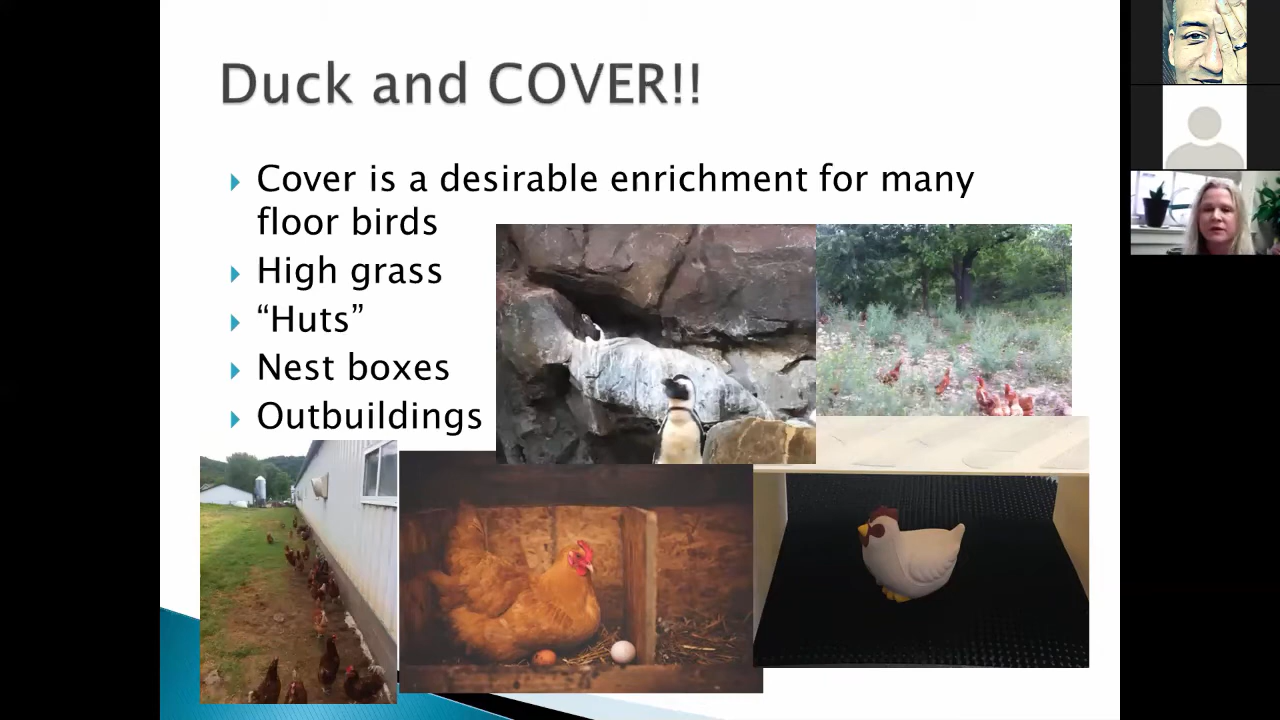 Duck and COVER!!
Cover is a desirable enrichment for many
floor birds
High grass
“Huts”
Nest boxes
Outbuildings